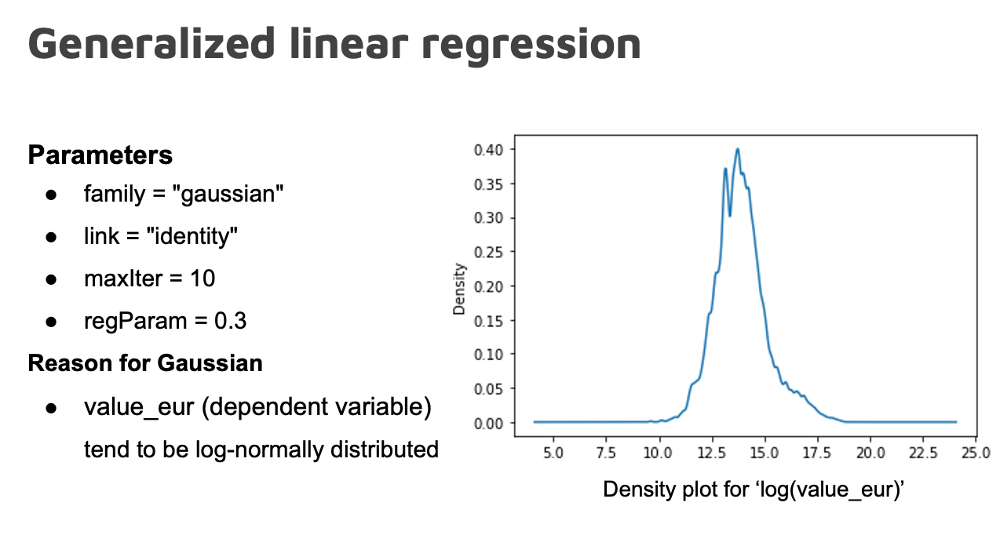 Generalized linear regression
Parameters
● family = "gaussian"
● link = "identity"
● maxIter = 10
● regParam = 0.3
Reason for Gaussian
● value_eur (dependent variable)
tend to be log-normally distributed
0.40
0.35
0.30
0.25
0.20
0.15
0.10
0.05
0.00
Density
5.0 7.5 10.0 12.5 15.0 17.5 20.0 22.5 25.0
Density plot for ‘log(value_eur)’